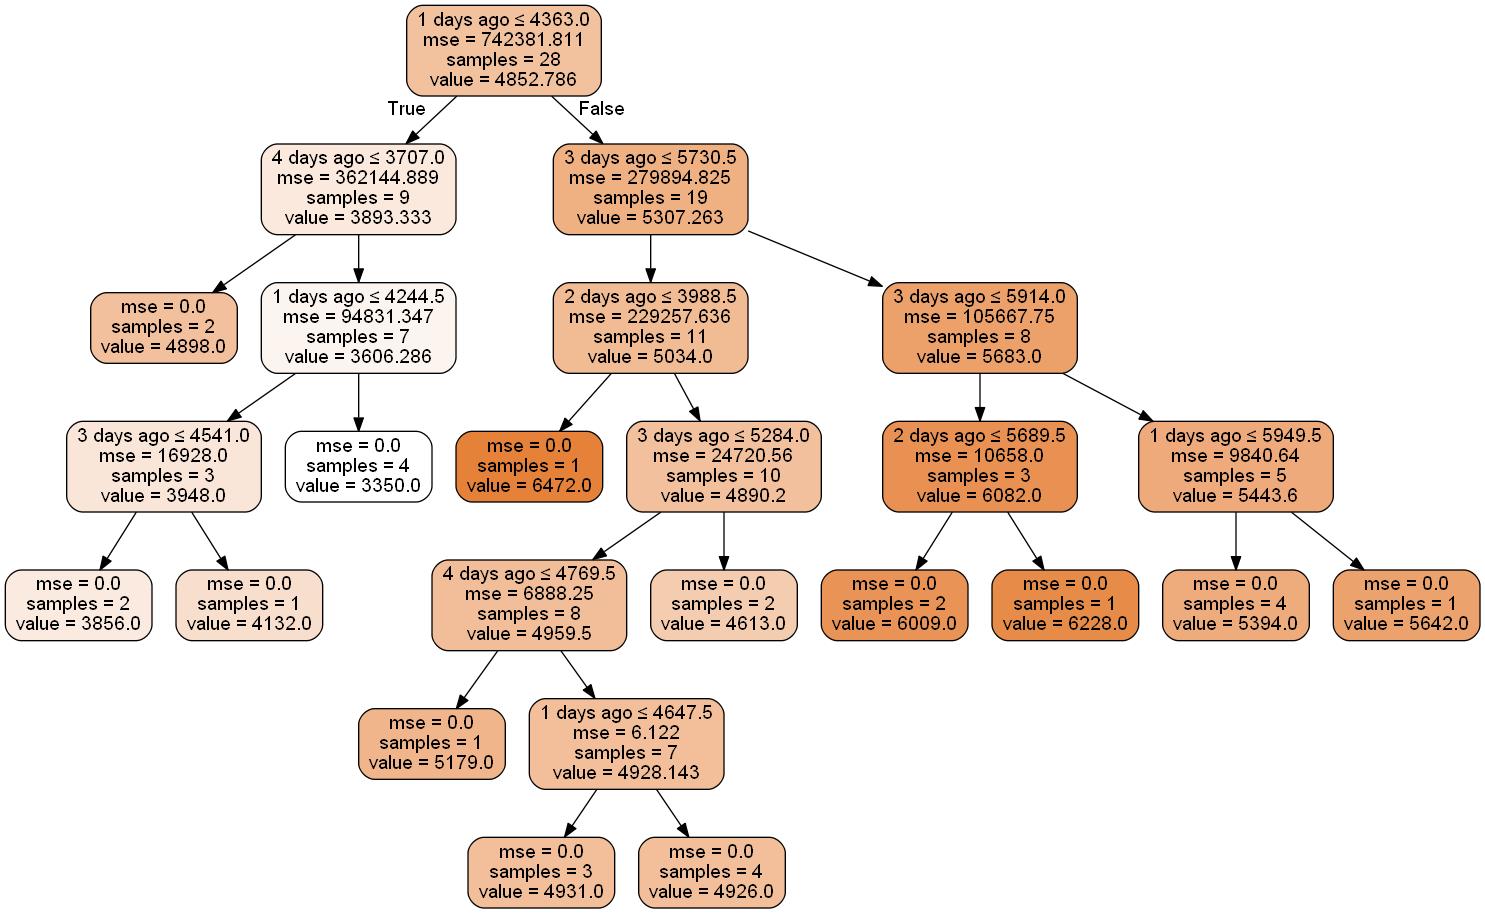 1 days ago ≤ 4363.0
mse = 742381.811
samples = 28
value = 4852.786
True
False
4 days ago ≤ 3707.0
mse = 362144.889
samples = 9
value = 3893.333
3 days ago ≤ 5730.5
mse = 279894.825
samples = 19
value = 5307.263
mse = 0.0
samples = 2
value = 4898.0
1 days ago ≤ 4244.5
mse = 94831.347
samples = 7
value = 3606.286
2 days ago ≤ 3988.5
mse = 229257.636
samples = 11
value = 5034.0
3 days ago ≤ 5914.0
mse = 105667.75
samples = 8
value = 5683.0
3 days ago ≤ 4541.0
mse = 16928.0
samples = 3
value = 3948.0
mse = 0.0
samples = 4
value = 3350.0
mse = 0.0
samples = 1
value = 6472.0
3 days ago ≤ 5284.0
mse = 24720.56
samples = 10
value = 4890.2
2 days ago ≤ 5689.5
mse = 10658.0
samples = 3
value = 6082.0
1 days ago ≤ 5949.5
mse = 9840.64
samples = 5
value = 5443.6
mse = 0.0
samples = 2
value = 3856.0
mse = 0.0
samples = 1
value = 4132.0
4 days ago ≤ 4769.5
mse = 6888.25
samples = 8
value = 4959.5
mse = 0.0
samples = 2
value = 4613.0
mse = 0.0
samples = 2
value = 6009.0
mse = 0.0
samples = 1
value = 6228.0
mse = 0.0
samples = 4
value = 5394.0
mse = 0.0
samples = 1
value = 5642.0
mse = 0.0
samples = 1
value = 5179.0
1 days ago ≤ 4647.5
mse = 6.122
samples = 7
value = 4928.143
mse = 0.0
samples = 3
value = 4931.0
mse = 0.0
samples = 4
value = 4926.0